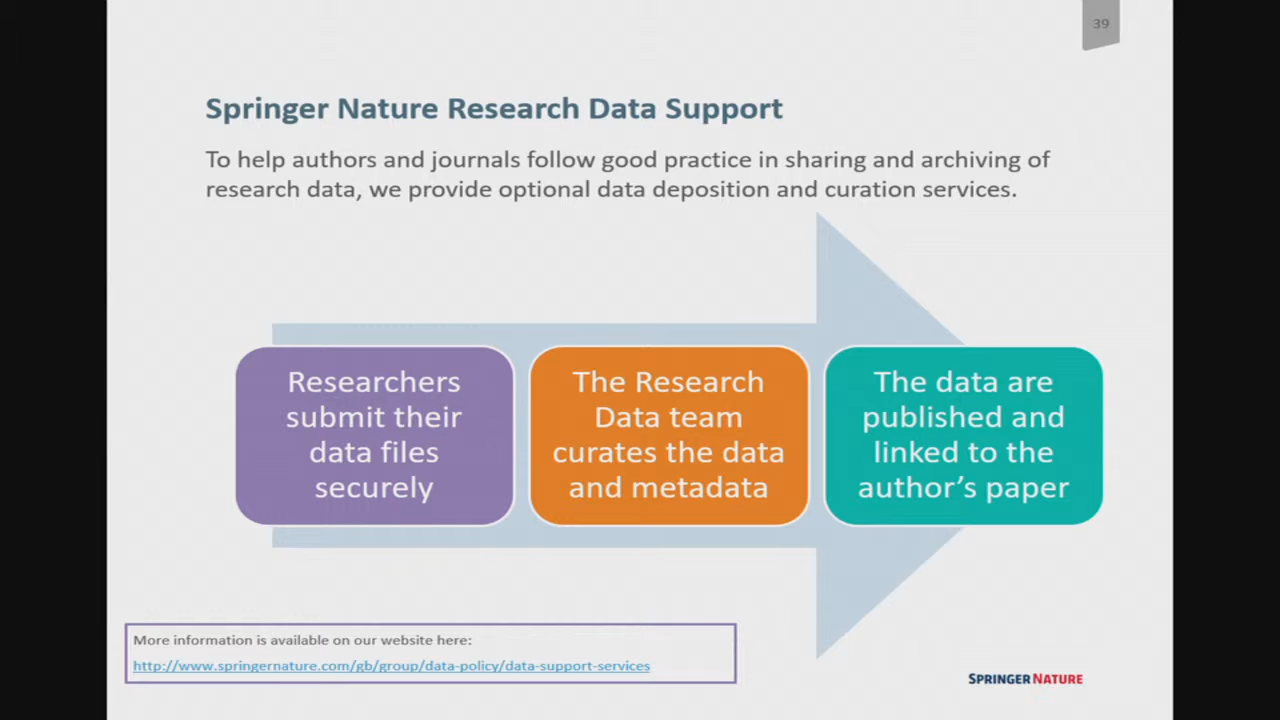 39
Springer Nature Research Data Support
To help authors and journals follow good practice in sharing and archiving of
research data, we provide optional data deposition and curation services.
Researchers
submit their
data files
securely
The Research
Data team
curates the data
and metadata
The data are
published and
linked to the
author's paper
More information is available on our website here:
http://www.springernature.com/gb/group/data-policy/data-support-services
SPRINGER NATURE